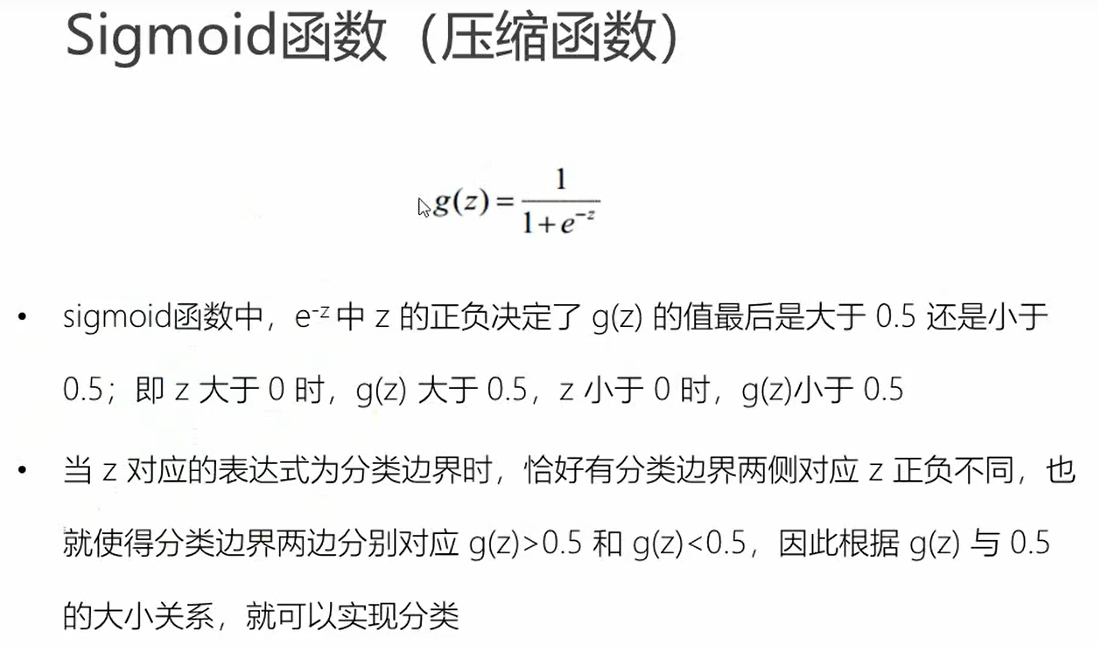 Sigmoid函数（压缩函数）
g(z) = 1 / (1+e^{-z})
• sigmoid函数中，e^{-z} 中 z 的正负决定了 g(z) 的值最后是大于 0.5 还是小于
0.5；即 z 大于 0 时，g(z) 大于 0.5，z 小于 0 时，g(z)小于 0.5
• 当 z 对应的表达式为分类边界时，恰好有分类边界两侧对应 z 正负不同，也
就使得分类边界两边分别对应 g(z)>0.5 和 g(z)<0.5，因此根据 g(z) 与 0.5
的大小关系，就可以实现分类